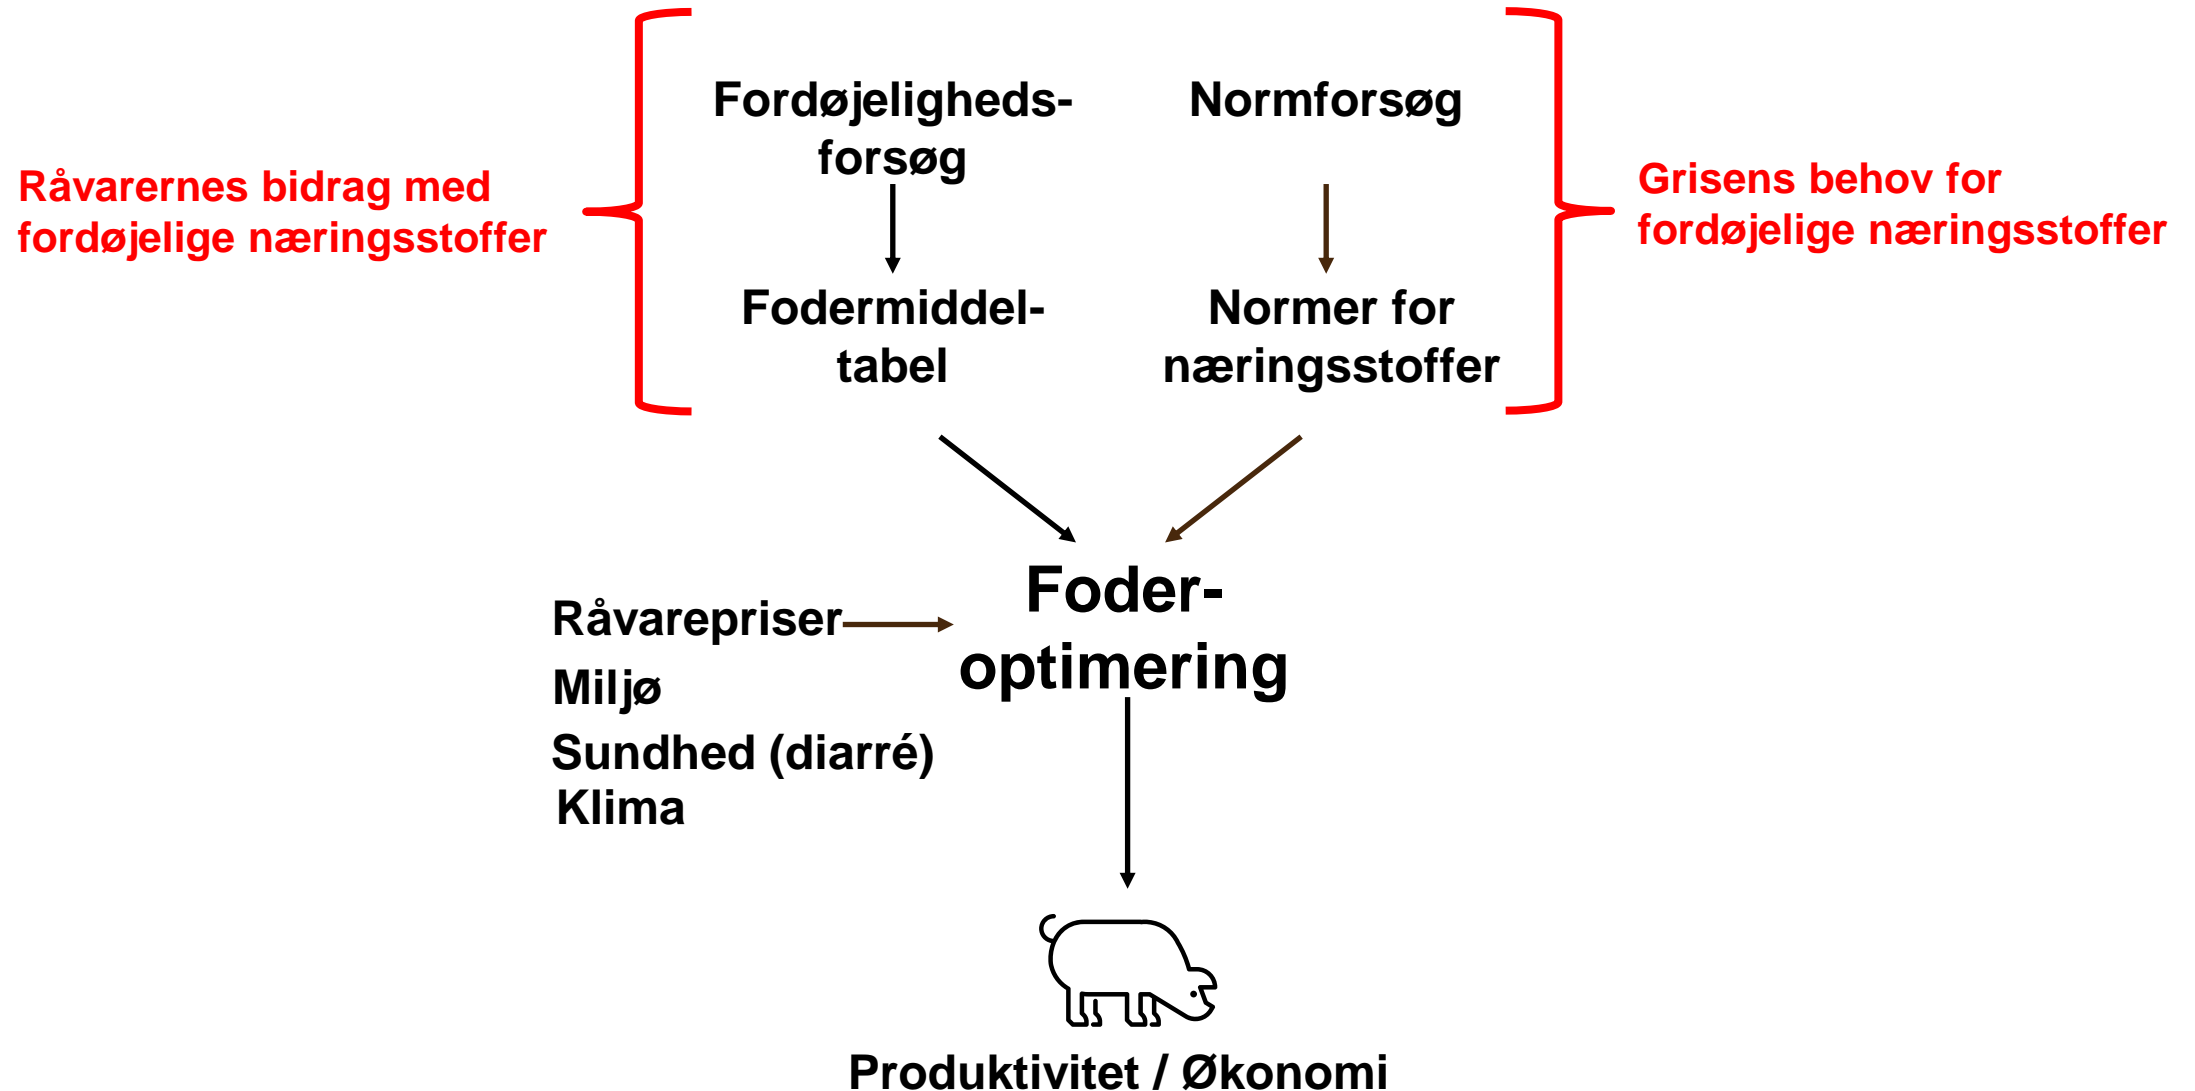 Råvarernes bidrag med
fordøjelige næringsstoffer
Fordøjeligheds-
forsøg
Fodermiddel-
tabel
Normforsøg
Normer for
næringsstoffer
Grisens behov for
fordøjelige næringsstoffer
Råvarepriser
Miljø
Sundhed (diarré)
Klima
Foder-
optimering
Produktivitet / Økonomi